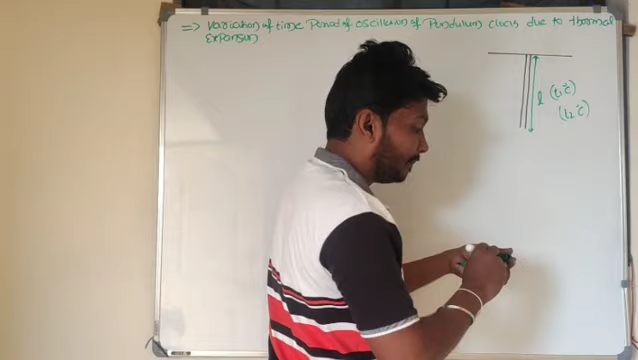 => Variation of time Period of oscillation of Pendulum Clocks due to thermal
Expansion
l (t₁°c)
(t₂°c)